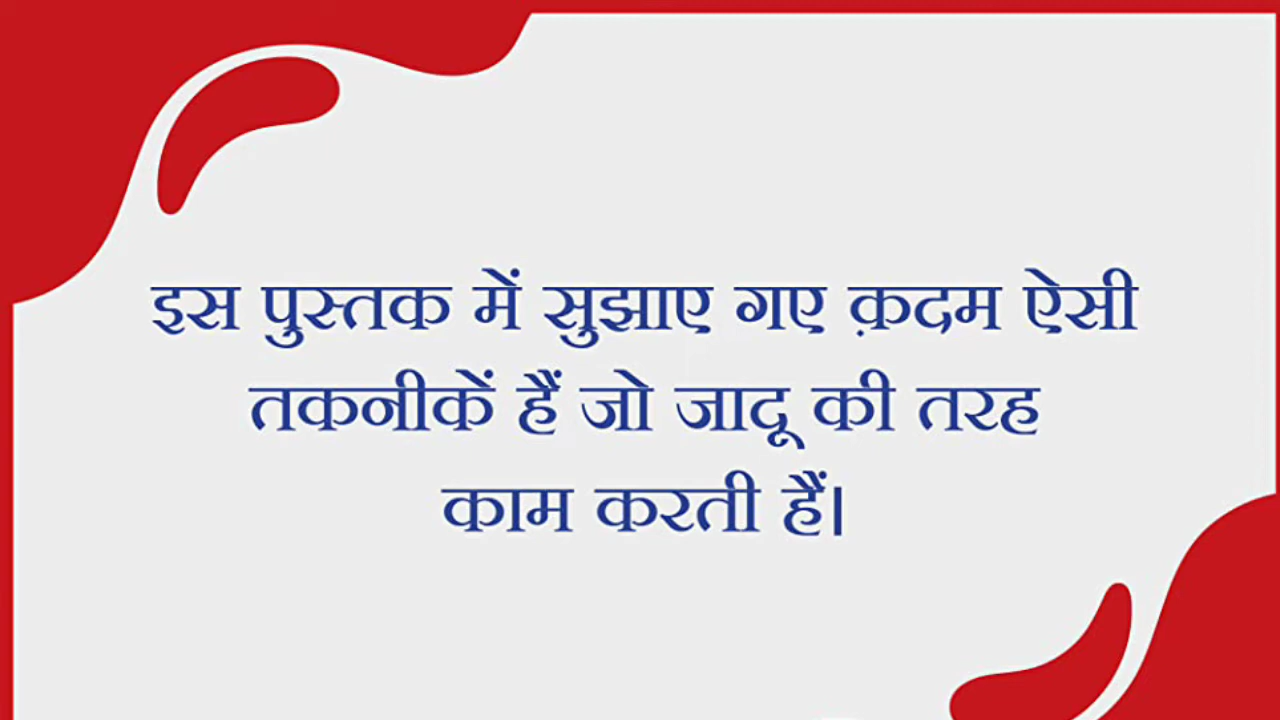 इस पुस्तक में सुझाए गए क़दम ऐसी
तकनीकें हैं जो जादू की तरह
काम करती हैं।